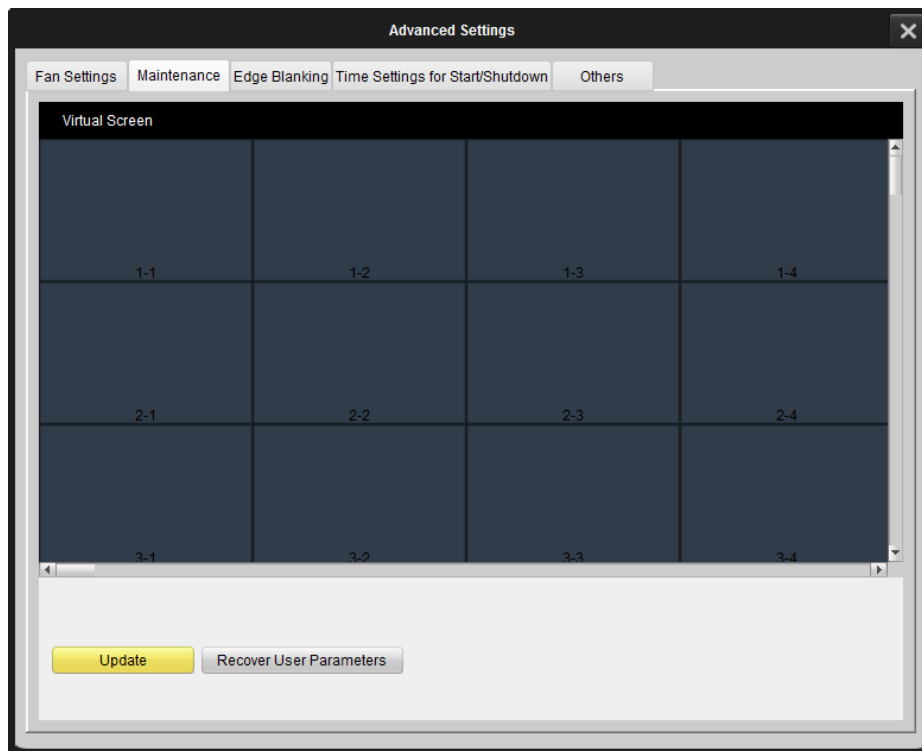 Advanced Settings
Fan Settings Maintenance Edge Blanking Time Settings for Start/Shutdown Others
Virtual Screen
1-1 1-2 1-3 1-4
2-1 2-2 2-3 2-4
3-1 3-2 3-3 3-4
Update Recover User Parameters